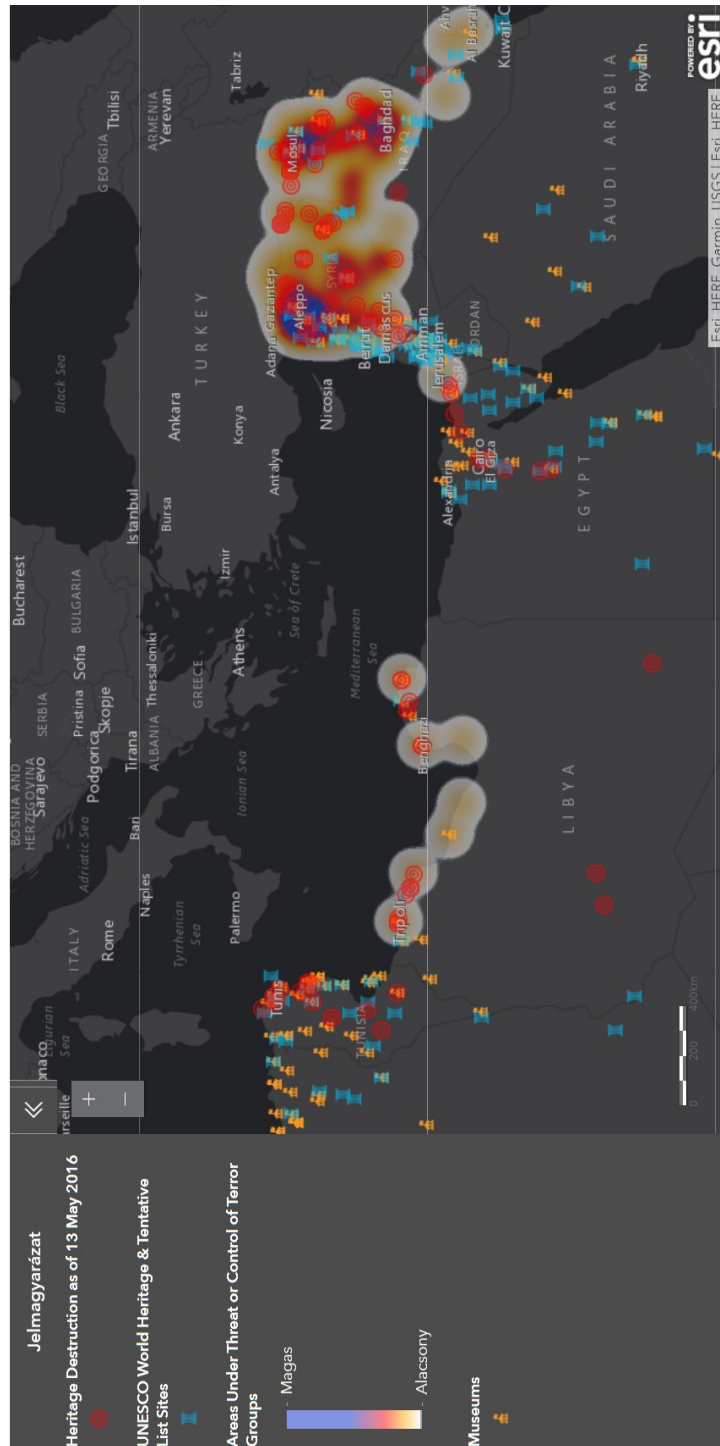 Jelmagyarázat
Heritage Destruction as of 13 May 2016
UNESCO World Heritage & Tentative
List Sites
Areas Under Threat or Control of Terror
Groups
Magas
Alacsony
Museums
«
+
−
onaco
Ligurian
Sea
ITALY
Rome
Naples
Bari
Tyrrhenian
Sea
Palermo
Adriatic Sea
Ionian Sea
BOSNIA AND
HERZEGOVINA
Sarajevo
SERBIA
Podgorica
Pristina
Skopje
Sofia
BULGARIA
Bucharest
Tirana
ALBANIA
Thessaloniki
GREECE
Athens
Sea of Crete
Mediterranean
Sea
Istanbul
Bursa
Izmir
Black Sea
Ankara
Konya
Antalya
TURKEY
Adana
Gaziantep
Nicosia
GEORGIA
Tbilisi
ARMENIA
Yerevan
Tabriz
Aleppo
Mosul
SYRIA
Beirut
Damascus
Baghdad
IRAQ
Amman
Jerusalem
JORDAN
Al Basrah
Kuwait C
Riyadh
SAUDI ARABIA
Alexandria
Cairo
El Giza
EGYPT
Benghazi
LIBYA
Tripoli
Tunis
TUNISIA
0 200 400km
POWERED BY
esri
Esri, HERE, Garmin, USGS | Esri, HERE